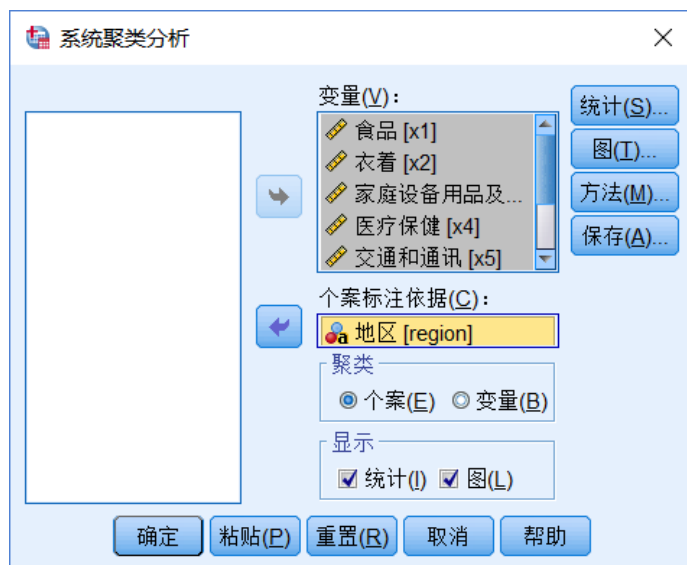 系统聚类分析
变量(V):
食品 [x1]
衣着 [x2]
家庭设备用品及...
医疗保健 [x4]
交通和通讯 [x5]
统计(S)...
图(T)...
方法(M)...
保存(A)...
个案标注依据(C):
a 地区 [region]
聚类
个案(E) 变量(B)
显示
统计(I) 图(L)
确定 粘贴(P) 重置(R) 取消 帮助